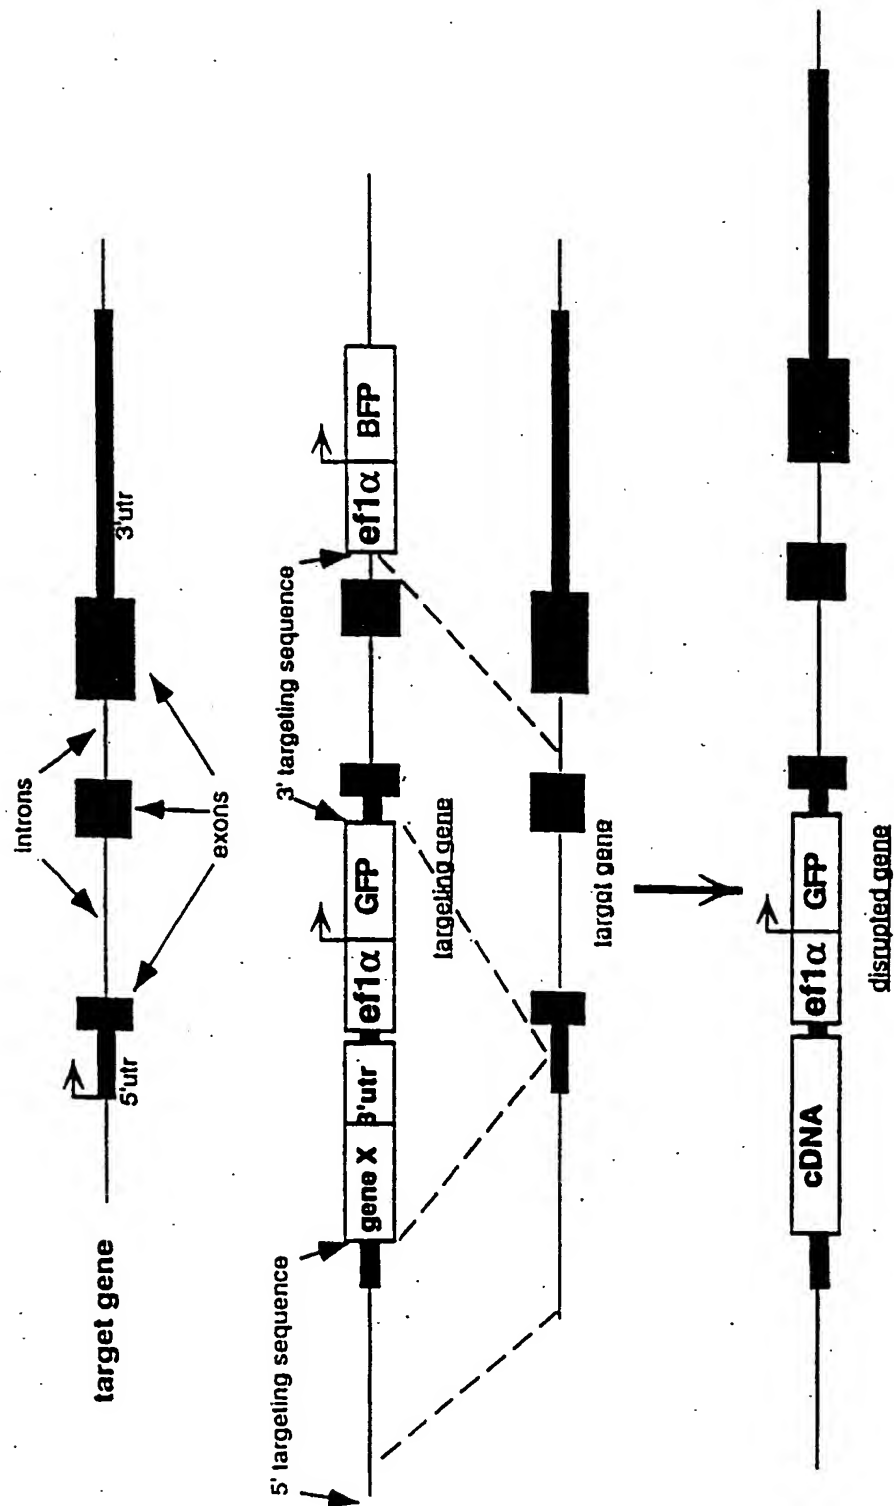 target gene
5'utr
introns
exons
3'utr
5' targeting sequence
3' targeting sequence
gene X
3'utr
ef1α
GFP
ef1α
BFP
targeting gene
target gene
cDNA
ef1α
GFP
disrupted gene